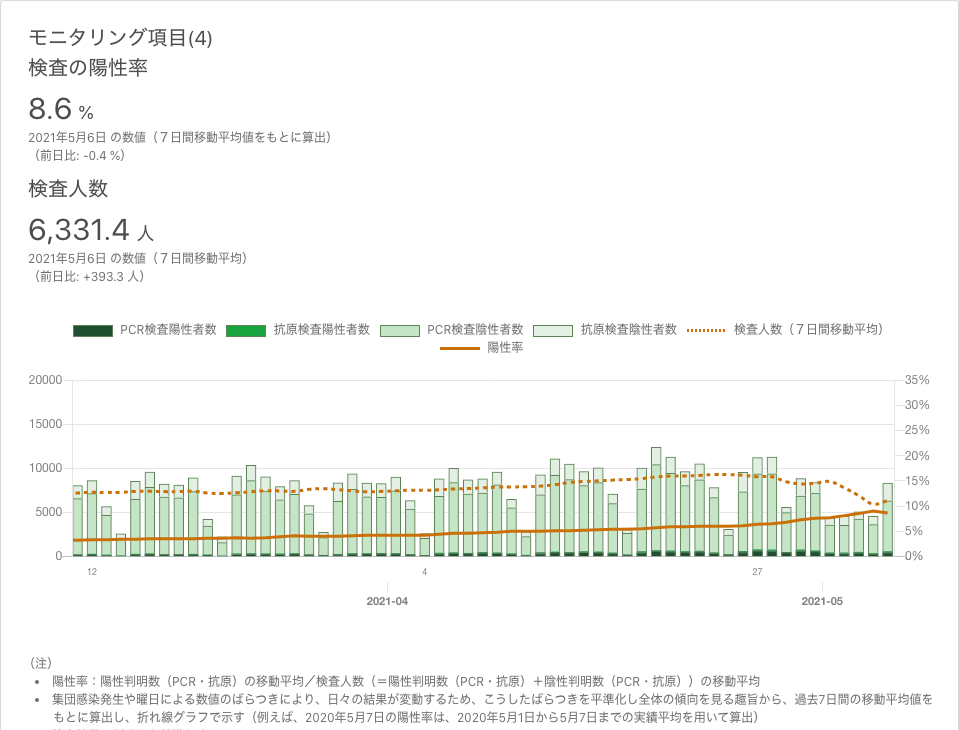 モニタリング項目(4)
検査の陽性率
8.6 %
2021年5月6日 の数値（７日間移動平均値をもとに算出）
（前日比: -0.4 %）
検査人数
6,331.4 人
2021年5月6日 の数値（７日間移動平均）
（前日比: +393.3 人）
PCR検査陽性者数 抗原検査陽性者数 PCR検査陰性者数 抗原検査陰性者数 検査人数（７日間移動平均）
陽性率
20000 35%
30%
15000 25%
20%
10000 15%
5000 10%
5%
0 0%
12 4 27
2021-04 2021-05
（注）
• 陽性率：陽性判明数（PCR・抗原）の移動平均／検査人数（＝陽性判明数（PCR・抗原）＋陰性判明数（PCR・抗原））の移動平均
• 集団感染発生や曜日による数値のばらつきにより、日々の結果が変動するため、こうしたばらつきを平準化し全体の傾向を見る趣旨から、過去7日間の移動平均値を
もとに算出し、折れ線グラフで示す（例えば、2020年5月7日の陽性率は、2020年5月1日から5月7日までの実績平均を用いて算出）